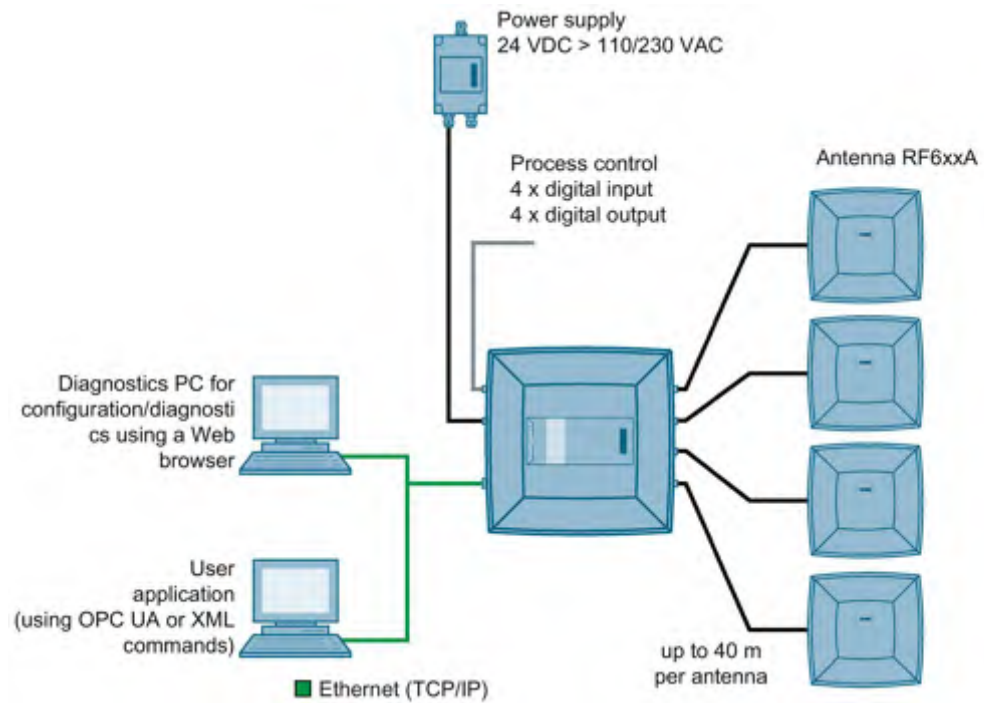 Power supply
24 VDC > 110/230 VAC
Process control
4 x digital input
4 x digital output
Antenna RF6xxA
Diagnostics PC for
configuration/diagnosti
cs using a Web
browser
User
application
(using OPC UA or XML
commands)
up to 40 m
per antenna
Ethernet (TCP/IP)